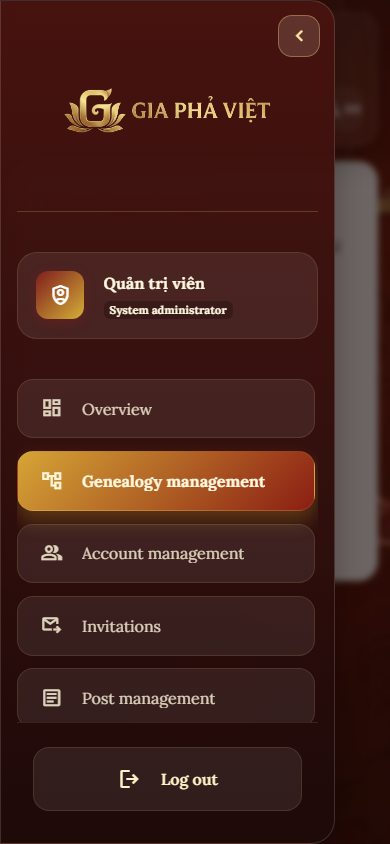 GIA PHẢ VIỆT
Quản trị viên
System administrator
Overview
Genealogy management
Account management
Invitations
Post management
Log out